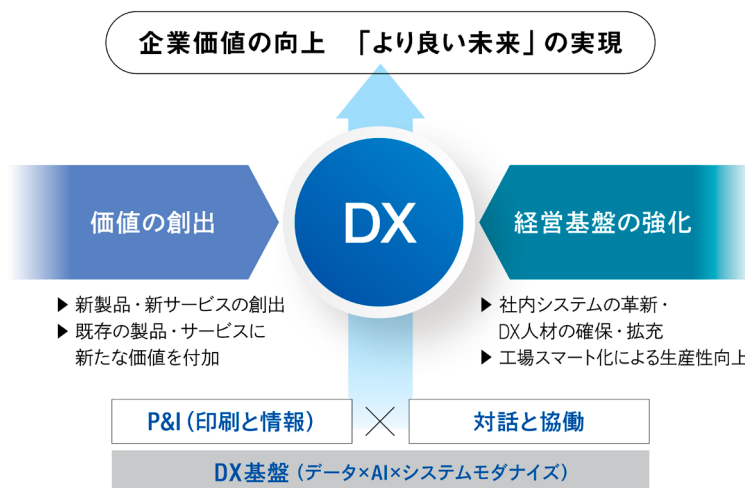 企業価値の向上 「より良い未来」の実現
価値の創出
DX
経営基盤の強化
▶ 新製品・新サービスの創出
▶ 既存の製品・サービスに
新たな価値を付加
▶ 社内システムの革新・
DX人材の確保・拡充
▶ 工場スマート化による生産性向上
P&I(印刷と情報) × 対話と協働
DX基盤(データ×AI×システムモダナイズ)